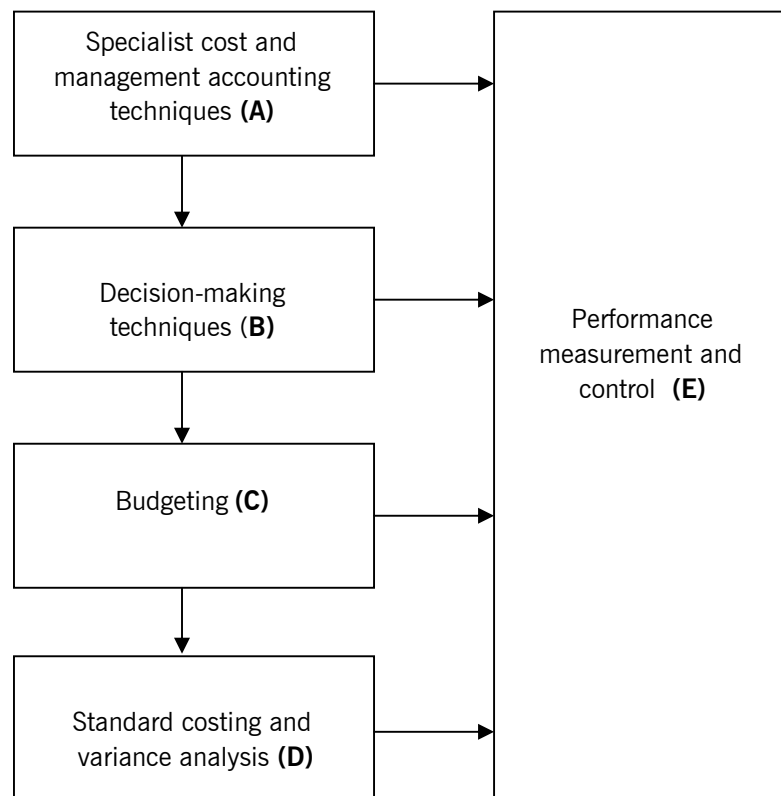 Specialist cost and
management accounting
techniques (A)
Decision-making
techniques (B)
Budgeting (C)
Standard costing and
variance analysis (D)
Performance
measurement and
control (E)